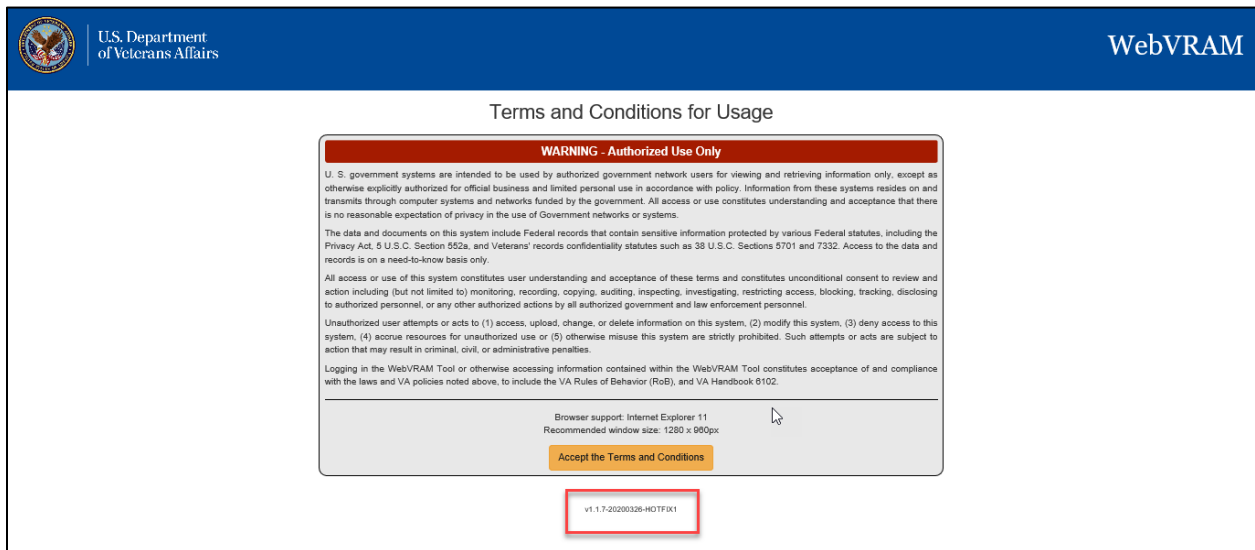 U.S. Department
of Veterans Affairs
WebVRAM
Terms and Conditions for Usage
WARNING - Authorized Use Only
U. S. government systems are intended to be used by authorized government network users for viewing and retrieving information only, except as
otherwise explicitly authorized for official business and limited personal use in accordance with policy. Information from these systems resides on and
transmits through computer systems and networks funded by the government. All access or use constitutes understanding and acceptance that there
is no reasonable expectation of privacy in the use of Government networks or systems.
The data and documents on this system include Federal records that contain sensitive information protected by various Federal statutes, including the
Privacy Act, 5 U.S.C. Section 552a, and Veterans' records confidentiality statutes such as 38 U.S.C. Sections 5701 and 7332. Access to the data and
records is on a need-to-know basis only.
All access or use of this system constitutes user understanding and acceptance of these terms and constitutes unconditional consent to review and
action including (but not limited to) monitoring, recording, copying, auditing, inspecting, investigating, restricting access, blocking, tracking, disclosing
to authorized personnel, or any other authorized actions by all authorized government and law enforcement personnel.
Unauthorized user attempts or acts to (1) access, upload, change, or delete information on this system, (2) modify this system, (3) deny access to this
system, (4) accrue resources for unauthorized use or (5) otherwise misuse this system are strictly prohibited. Such attempts or acts are subject to
action that may result in criminal, civil, or administrative penalties.
Logging in the WebVRAM Tool or otherwise accessing information contained within the WebVRAM Tool constitutes acceptance of and compliance
with the laws and VA policies noted above, to include the VA Rules of Behavior (RoB), and VA Handbook 6102.
Browser support: Internet Explorer 11
Recommended window size: 1280 x 960px
Accept the Terms and Conditions
v1.1.7-20200326-HOTFIX1